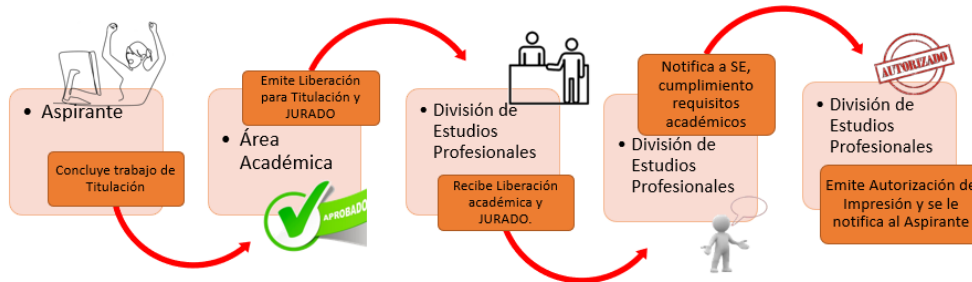 Aspirante
Concluye trabajo de
Titulación
Emite Liberación
para Titulación y
JURADO
Área
Académica
APROBADO
División de
Estudios
Profesionales
Recibe Liberación
académica y
JURADO.
Notifica a SE,
cumplimiento
requisitos
académicos
División de
Estudios
Profesionales
AUTORIZADO
División de
Estudios
Profesionales
Emite Autorización de
Impresión y se le
notifica al Aspirante